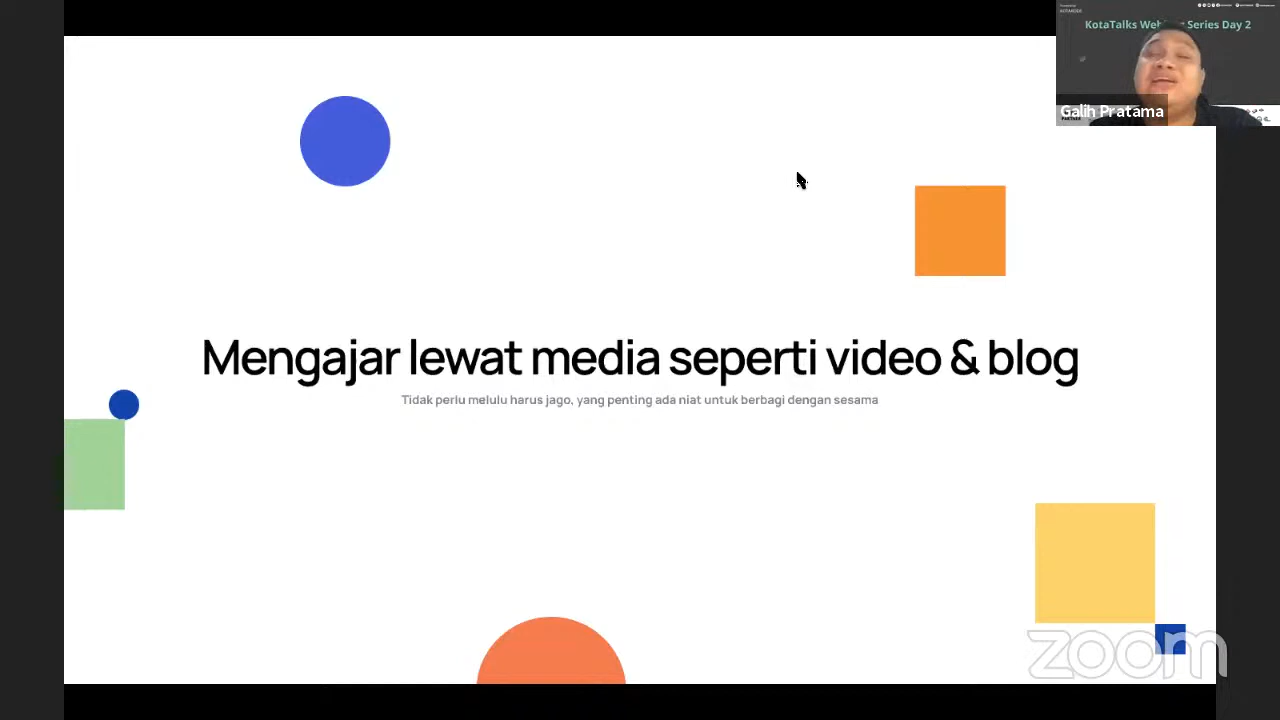 KotaTalks Web Series Day 2
Galih Pratama
Mengajar lewat media seperti video & blog
Tidak perlu melulu harus jago, yang penting ada niat untuk berbagi dengan sesama
zoom